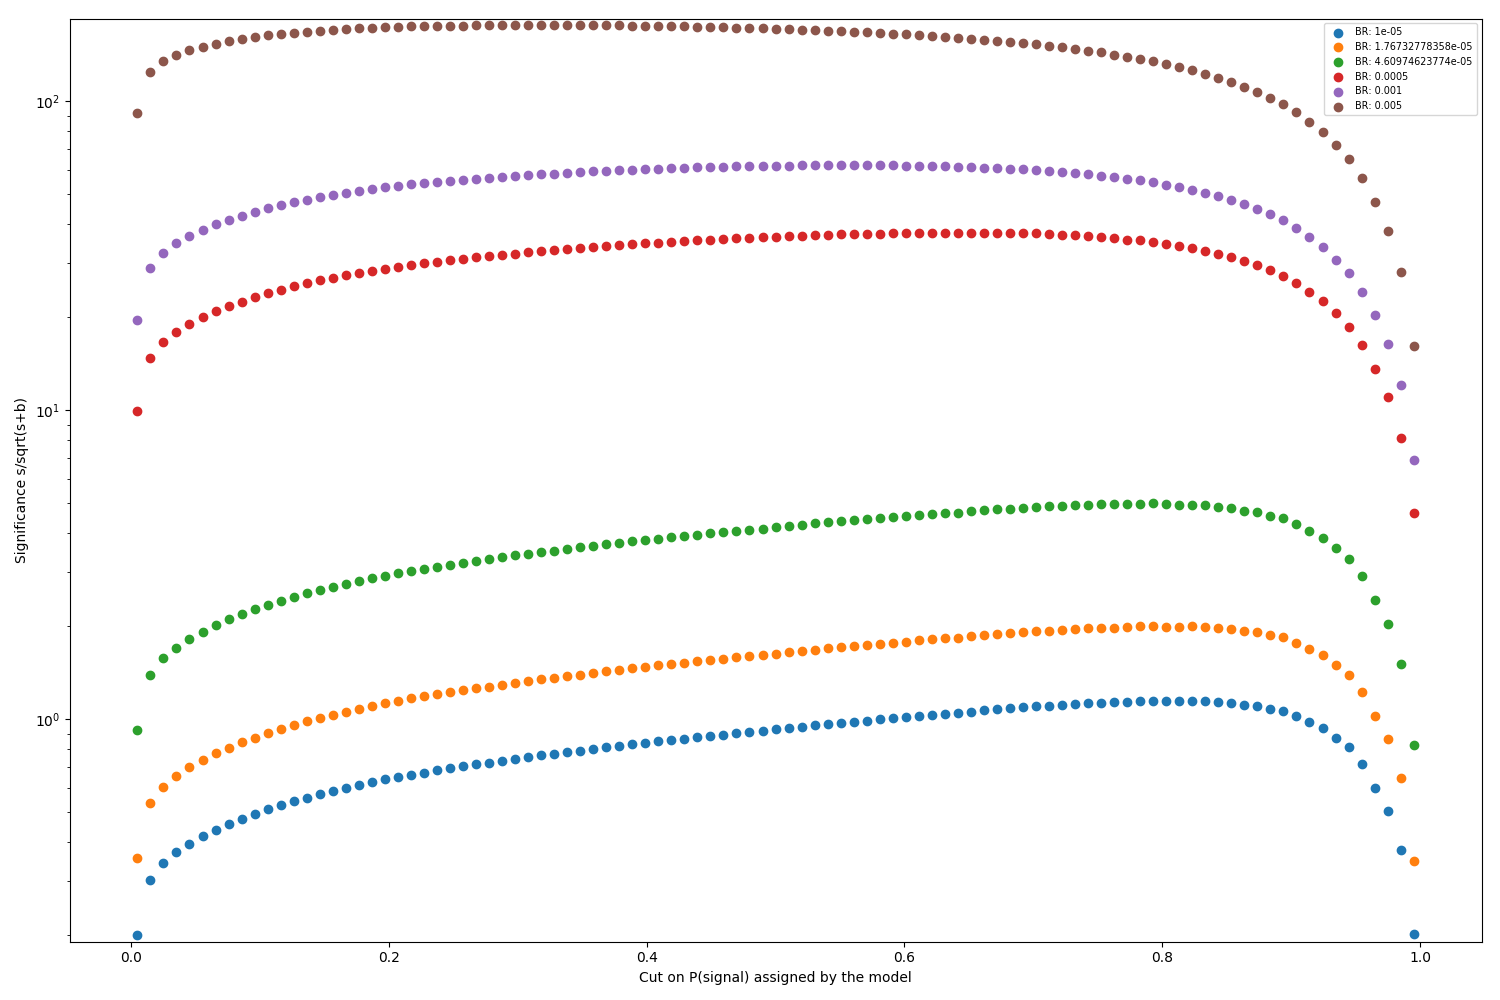 BR: 1e-05
BR: 1.76732778358e-05
BR: 4.60974623774e-05
BR: 0.0005
BR: 0.001
BR: 0.005
10²
10¹
10⁰
Significance s/sqrt(s+b)
0.0 0.2 0.4 0.6 0.8 1.0
Cut on P(signal) assigned by the model